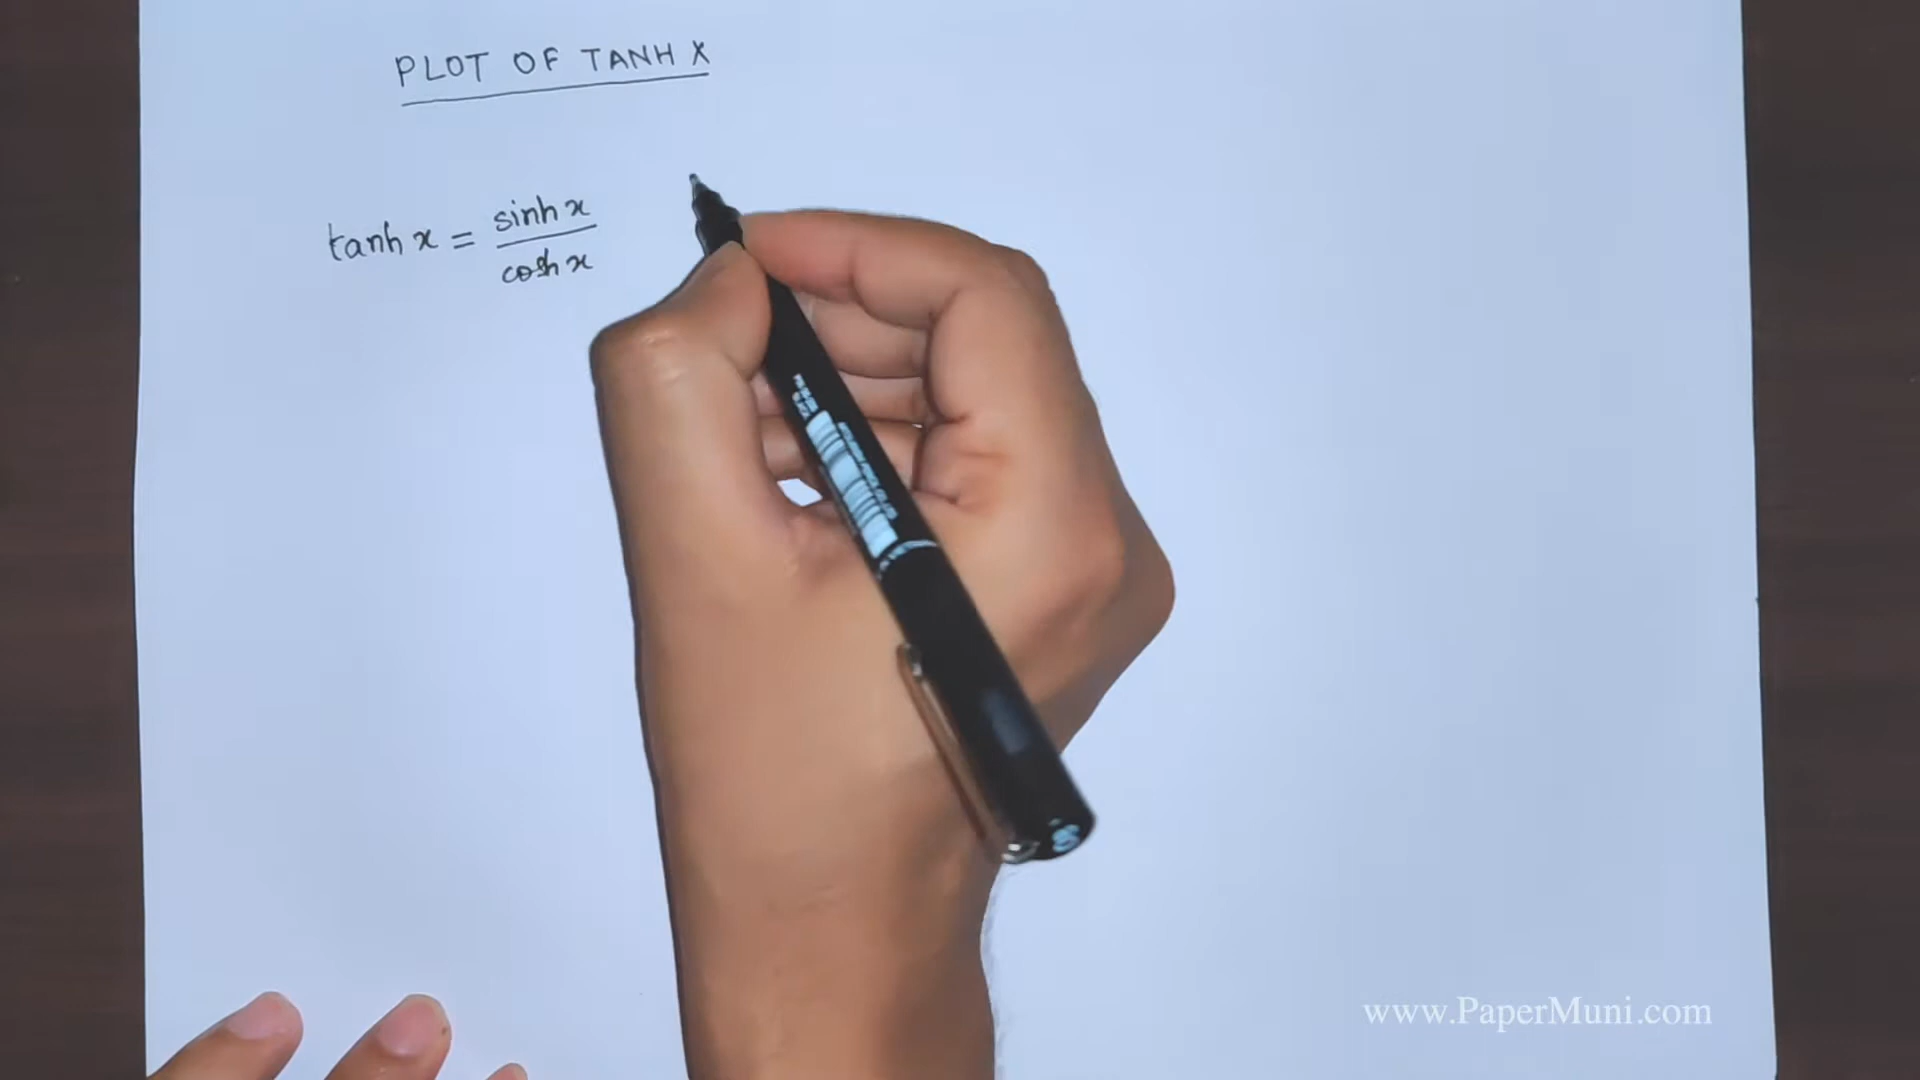 PLOT OF TANH X
tanh x = sinh x / cosh x
www.PaperMuni.com